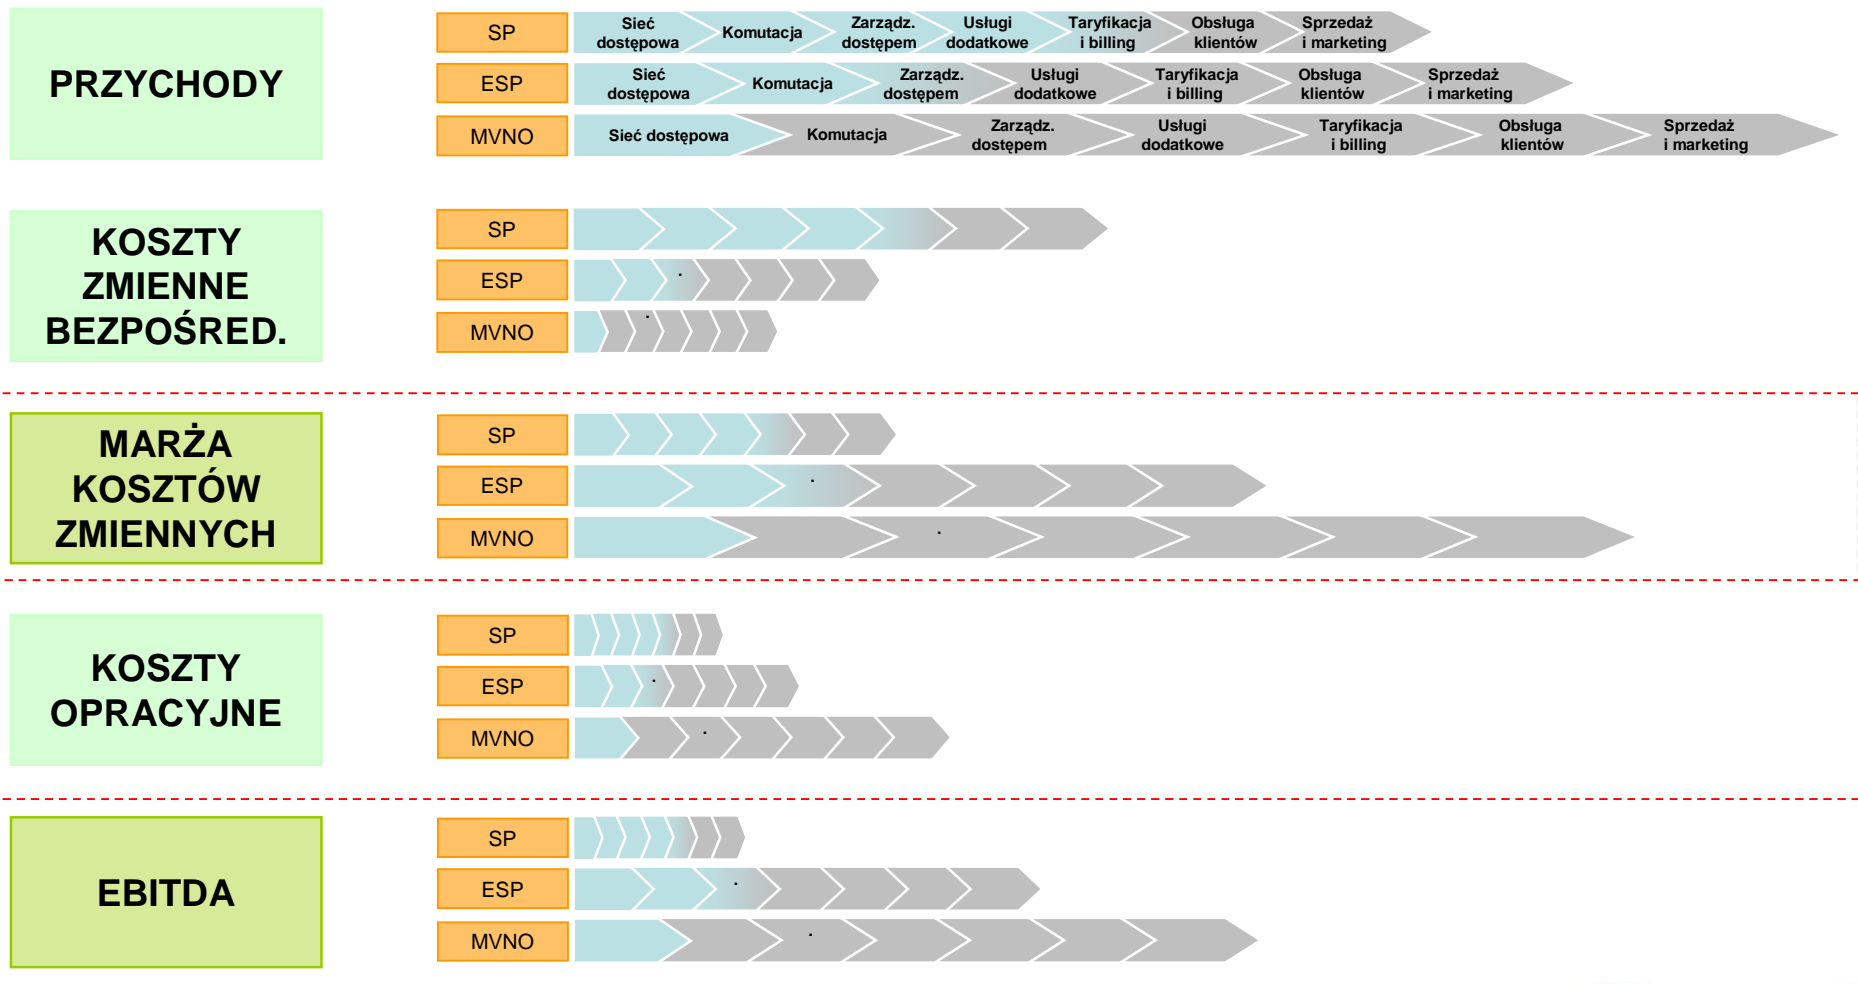 PRZYCHODY
SP
Sieć
dostępowa
Komutacja
Zarządz.
dostępem
Usługi
dodatkowe
Taryfikacja
i billing
Obsługa
klientów
Sprzedaż
i marketing
ESP
Sieć
dostępowa
Komutacja
Zarządz.
dostępem
Usługi
dodatkowe
Taryfikacja
i billing
Obsługa
klientów
Sprzedaż
i marketing
MVNO
Sieć dostępowa
Komutacja
Zarządz.
dostępem
Usługi
dodatkowe
Taryfikacja
i billing
Obsługa
klientów
Sprzedaż
i marketing
KOSZTY
ZMIENNE
BEZPOŚRED.
SP
ESP
MVNO
MARŻA
KOSZTÓW
ZMIENNYCH
SP
ESP
MVNO
KOSZTY
OPRACYJNE
SP
ESP
MVNO
EBITDA
SP
ESP
MVNO